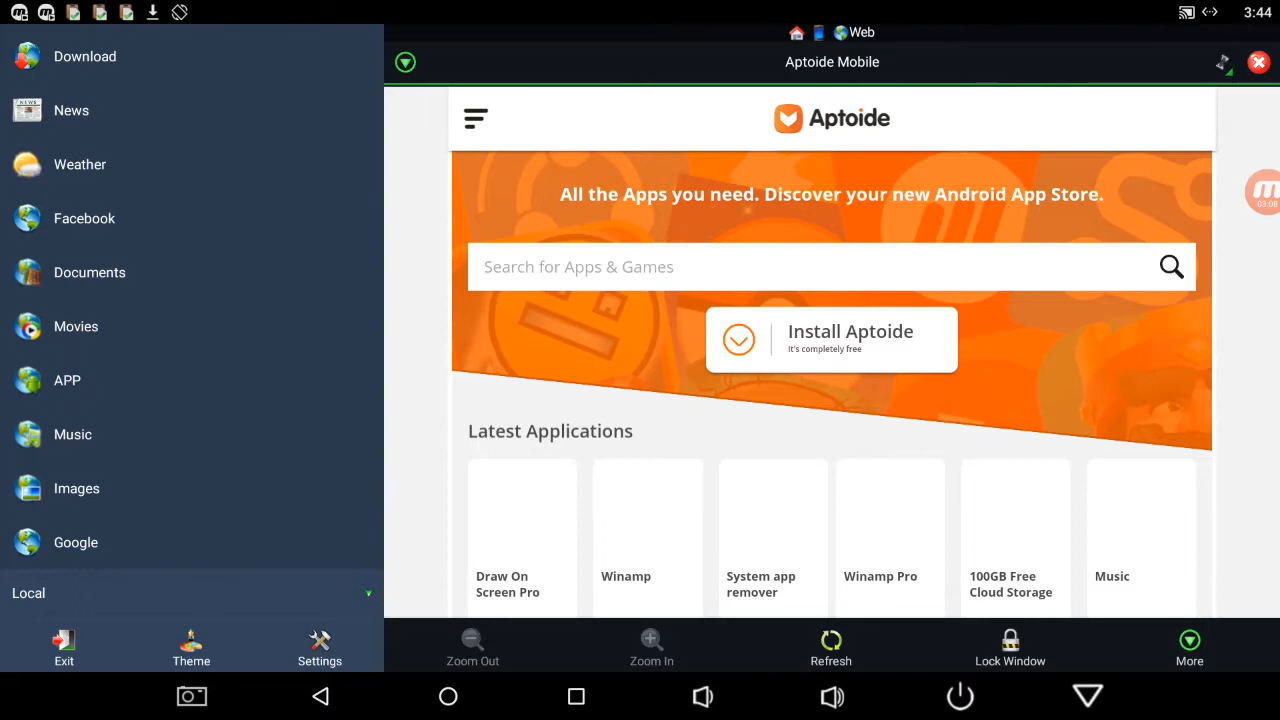 3:44
Download
News
Weather
Facebook
Documents
Movies
APP
Music
Images
Google
Local
Exit
Theme
Settings
Web
Aptoide Mobile
Aptoide
All the Apps you need. Discover your new Android App Store.
Search for Apps & Games
Install Aptoide
It's completely free
Latest Applications
Draw On
Screen Pro
Winamp
System app
remover
Winamp Pro
100GB Free
Cloud Storage
Music
Zoom Out
Zoom In
Refresh
Lock Window
More
03:08
NEWS